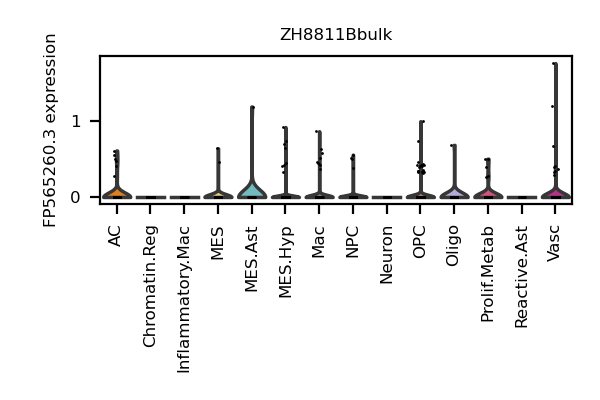 ZH8811Bbulk
FP565260.3 expression
1
0
AC
Chromatin.Reg
Inflammatory.Mac
MES
MES.Ast
MES.Hyp
Mac
NPC
Neuron
OPC
Oligo
Prolif.Metab
Reactive.Ast
Vasc